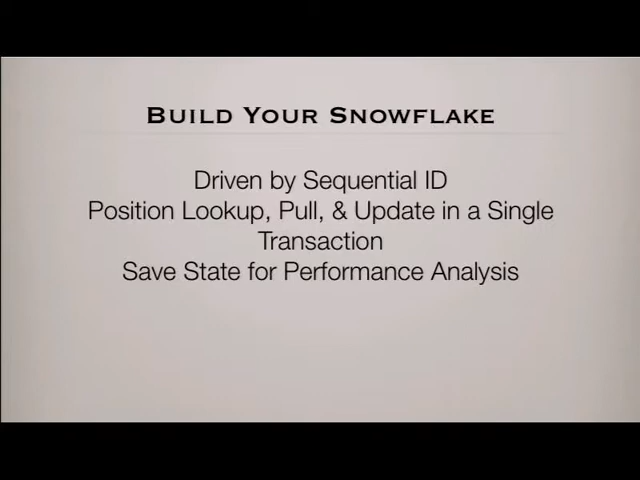 BUILD YOUR SNOWFLAKE
Driven by Sequential ID
Position Lookup, Pull, & Update in a Single
Transaction
Save State for Performance Analysis